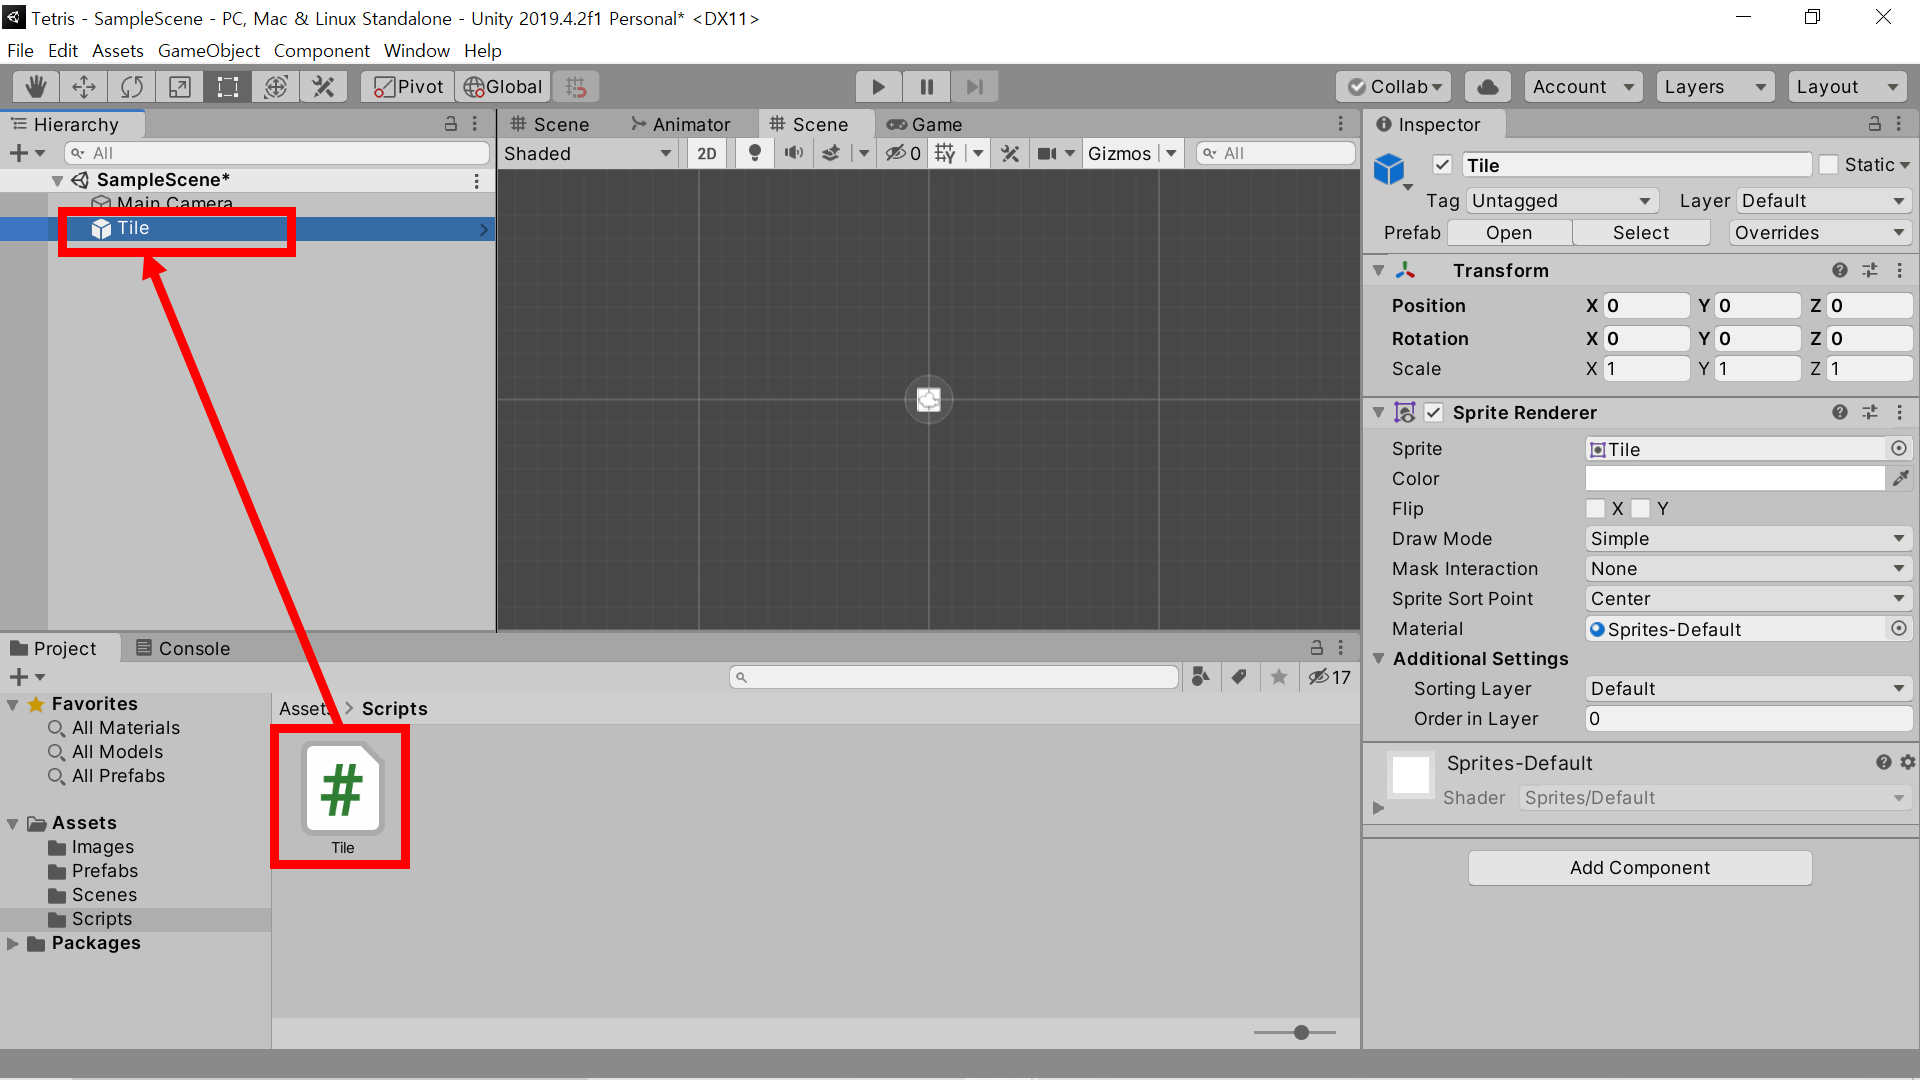 Tetris - SampleScene - PC, Mac & Linux Standalone - Unity 2019.4.2f1 Personal* <DX11>
File Edit Assets GameObject Component Window Help
Pivot Global Collab Account Layers Layout
Hierarchy
All
SampleScene*
Main Camera
Tile
Scene Animator Scene Game
Shaded 2D 0 Gizmos All
Inspector
Tile Static
Tag Untagged Layer Default
Prefab Open Select Overrides
Transform
Position X 0 Y 0 Z 0
Rotation X 0 Y 0 Z 0
Scale X 1 Y 1 Z 1
Sprite Renderer
Sprite Tile
Color
Flip X Y
Draw Mode Simple
Mask Interaction None
Sprite Sort Point Center
Material Sprites-Default
Additional Settings
Sorting Layer Default
Order in Layer 0
Sprites-Default
Shader Sprites/Default
Add Component
Project Console
17
Favorites
All Materials
All Models
All Prefabs
Assets
Images
Prefabs
Scenes
Scripts
Packages
Assets > Scripts
#
Tile